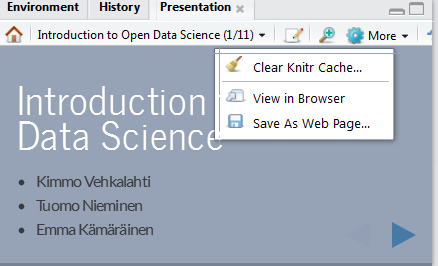 Environment History Presentation
Introduction to Open Data Science (1/11) More
Clear Knitr Cache...
View in Browser
Save As Web Page...
Introduction
Data Science
Kimmo Vehkalahti
Tuomo Nieminen
Emma Kämäräinen